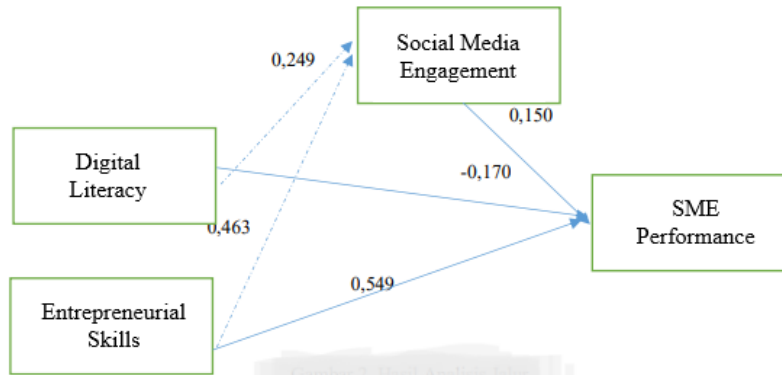 Social Media
Engagement
0,249
0,150
Digital
Literacy
-0,170
SME
Performance
0,463
0,549
Entrepreneurial
Skills